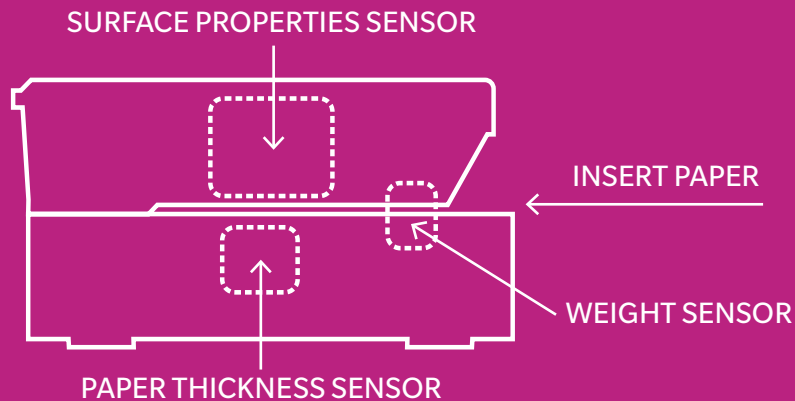 SURFACE PROPERTIES SENSOR
INSERT PAPER
WEIGHT SENSOR
PAPER THICKNESS SENSOR